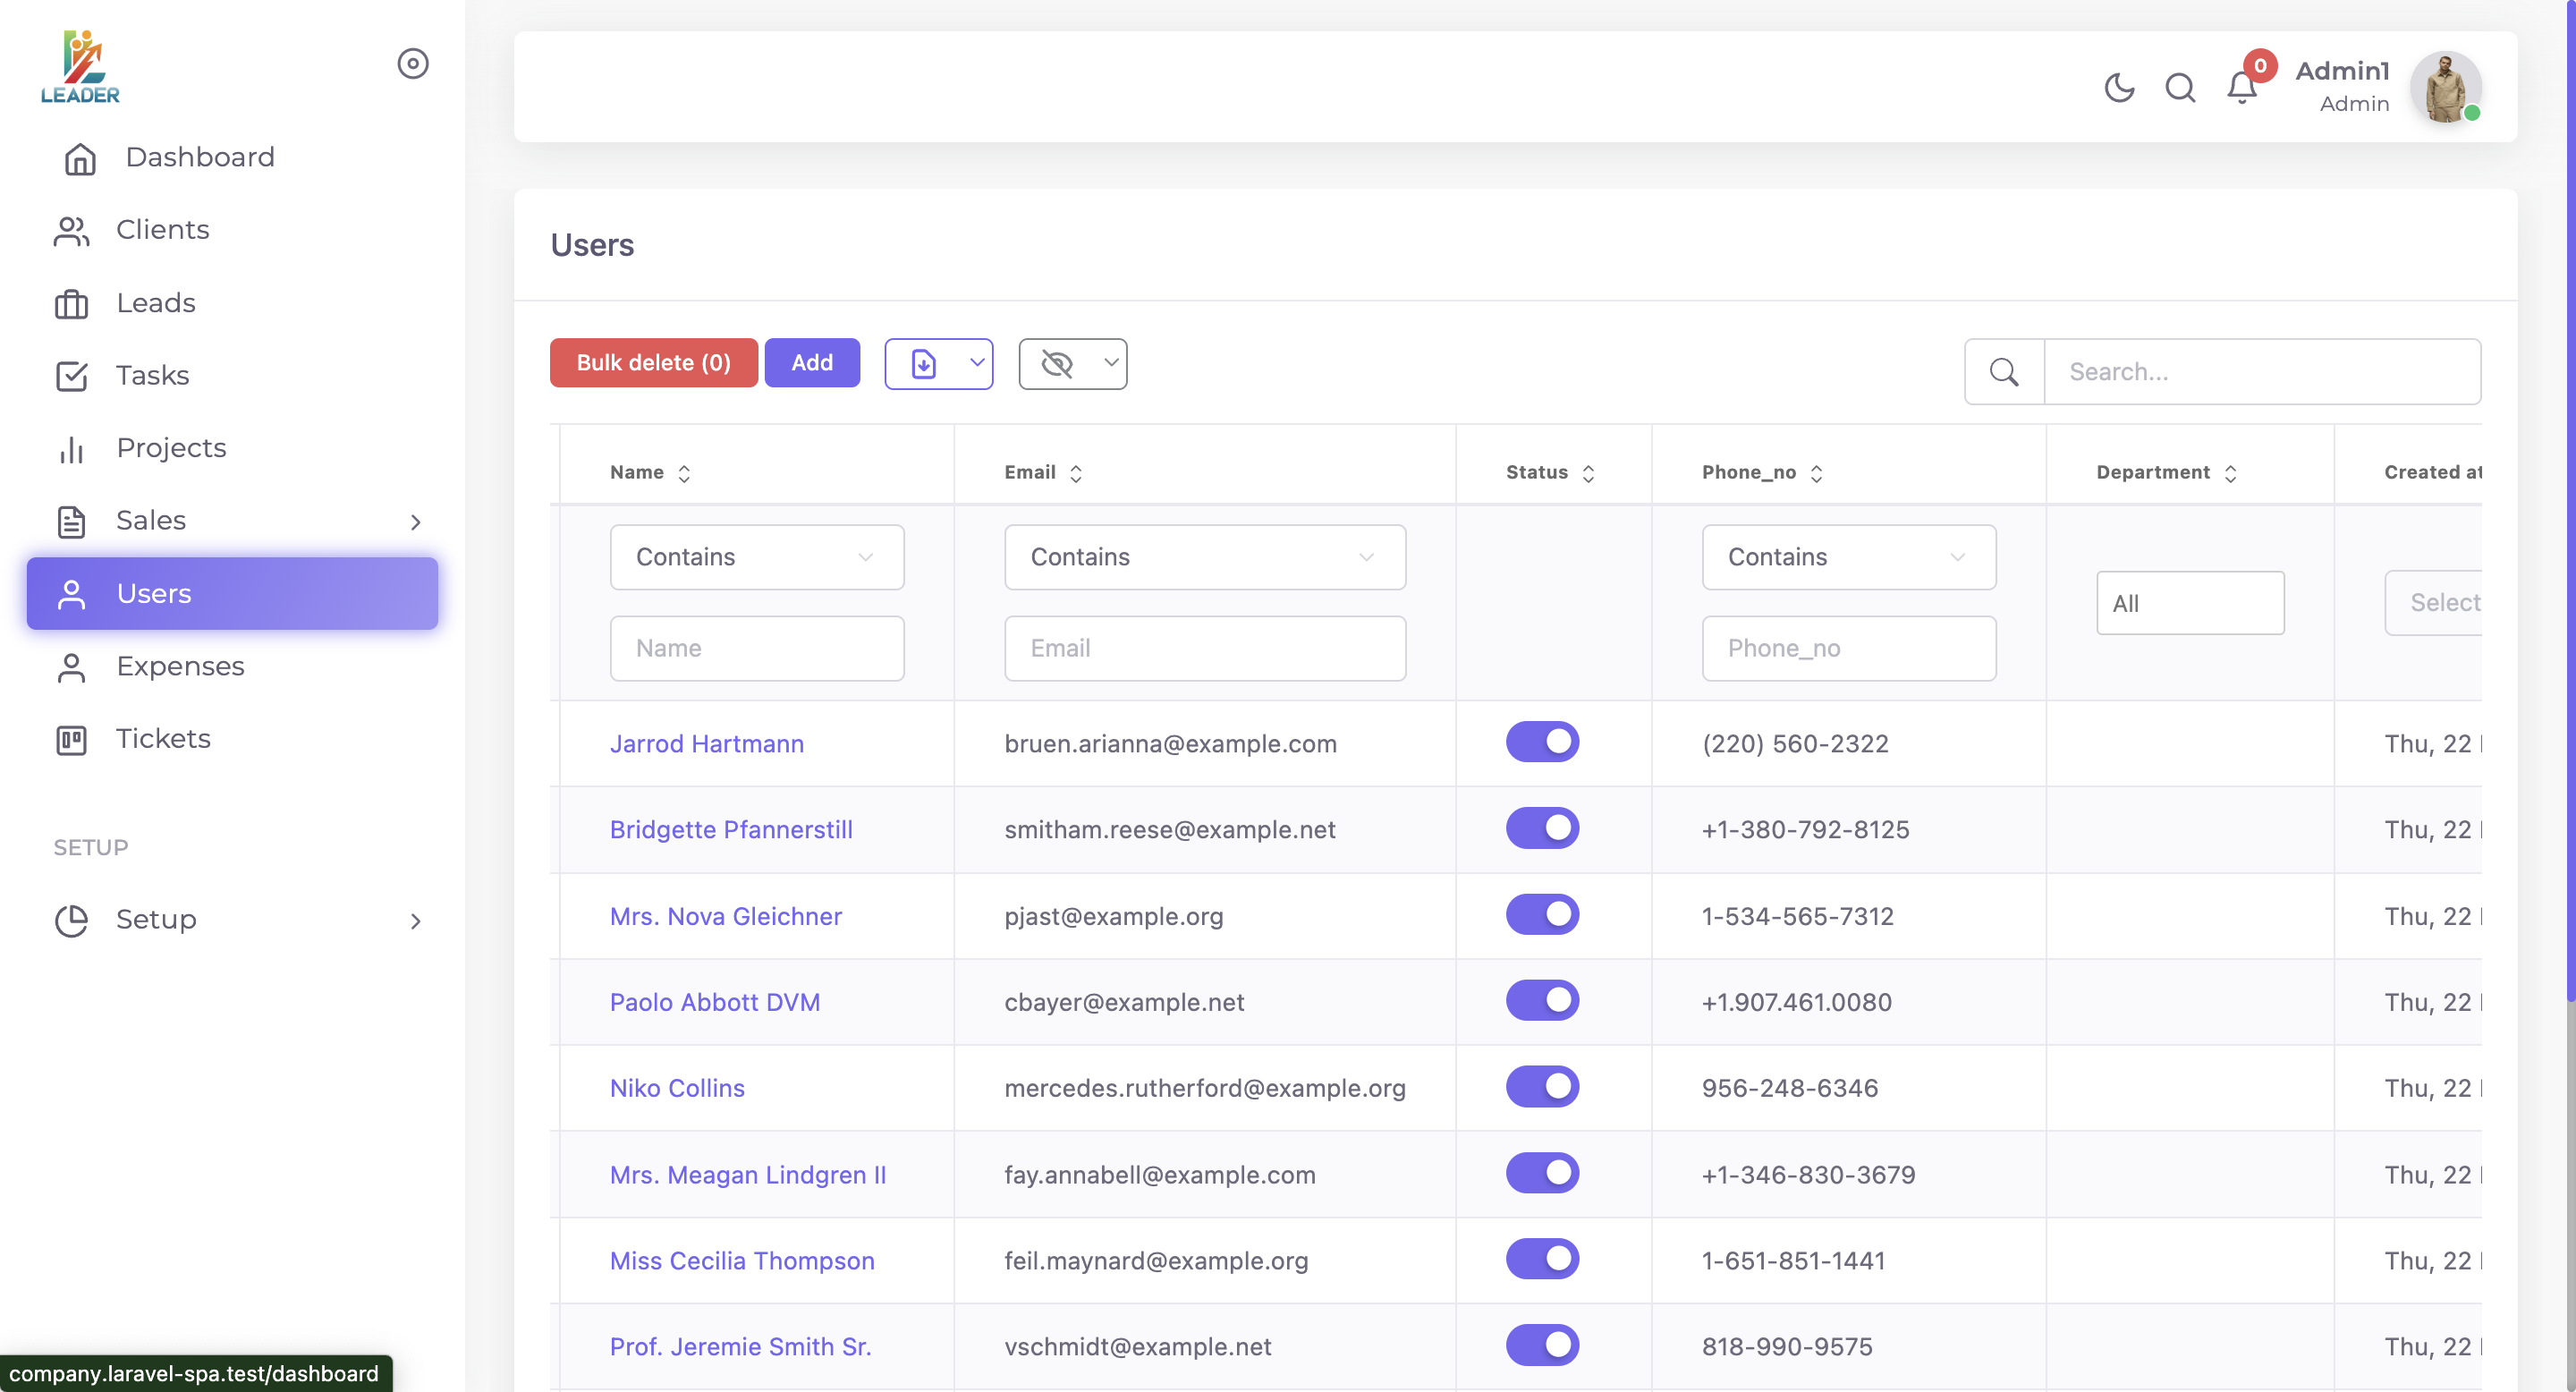 LEADER
Dashboard
Clients
Leads
Tasks
Projects
Sales
Users
Expenses
Tickets
SETUP
Setup
company.laravel-spa.test/dashboard
0
Admin1
Admin
Users
Bulk delete (0) Add
Search...
Name Email Status Phone_no Department Created at
Contains Contains Contains
All Select
Name Email Phone_no
Jarrod Hartmann bruen.arianna@example.com (220) 560-2322 Thu, 22
Bridgette Pfannerstill smitham.reese@example.net +1-380-792-8125 Thu, 22
Mrs. Nova Gleichner pjast@example.org 1-534-565-7312 Thu, 22
Paolo Abbott DVM cbayer@example.net +1.907.461.0080 Thu, 22
Niko Collins mercedes.rutherford@example.org 956-248-6346 Thu, 22
Mrs. Meagan Lindgren II fay.annabell@example.com +1-346-830-3679 Thu, 22
Miss Cecilia Thompson feil.maynard@example.org 1-651-851-1441 Thu, 22
Prof. Jeremie Smith Sr. vschmidt@example.net 818-990-9575 Thu, 22